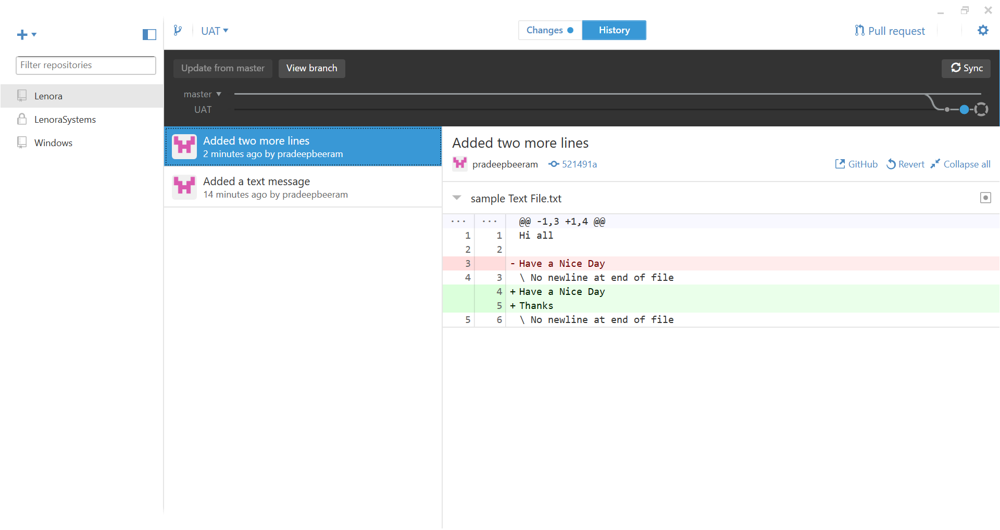 UAT
Changes
History
Pull request
Filter repositories
Lenora
LenoraSystems
Windows
Update from master
View branch
Sync
master
UAT
Added two more lines
2 minutes ago by pradeepbeeram
Added a text message
14 minutes ago by pradeepbeeram
Added two more lines
pradeepbeeram 521491a
GitHub Revert Collapse all
sample Text File.txt
... ... @@ -1,3 +1,4 @@
1 1 Hi all
2 2
3 - Have a Nice Day
4 3 \ No newline at end of file
4 + Have a Nice Day
5 + Thanks
5 6 \ No newline at end of file